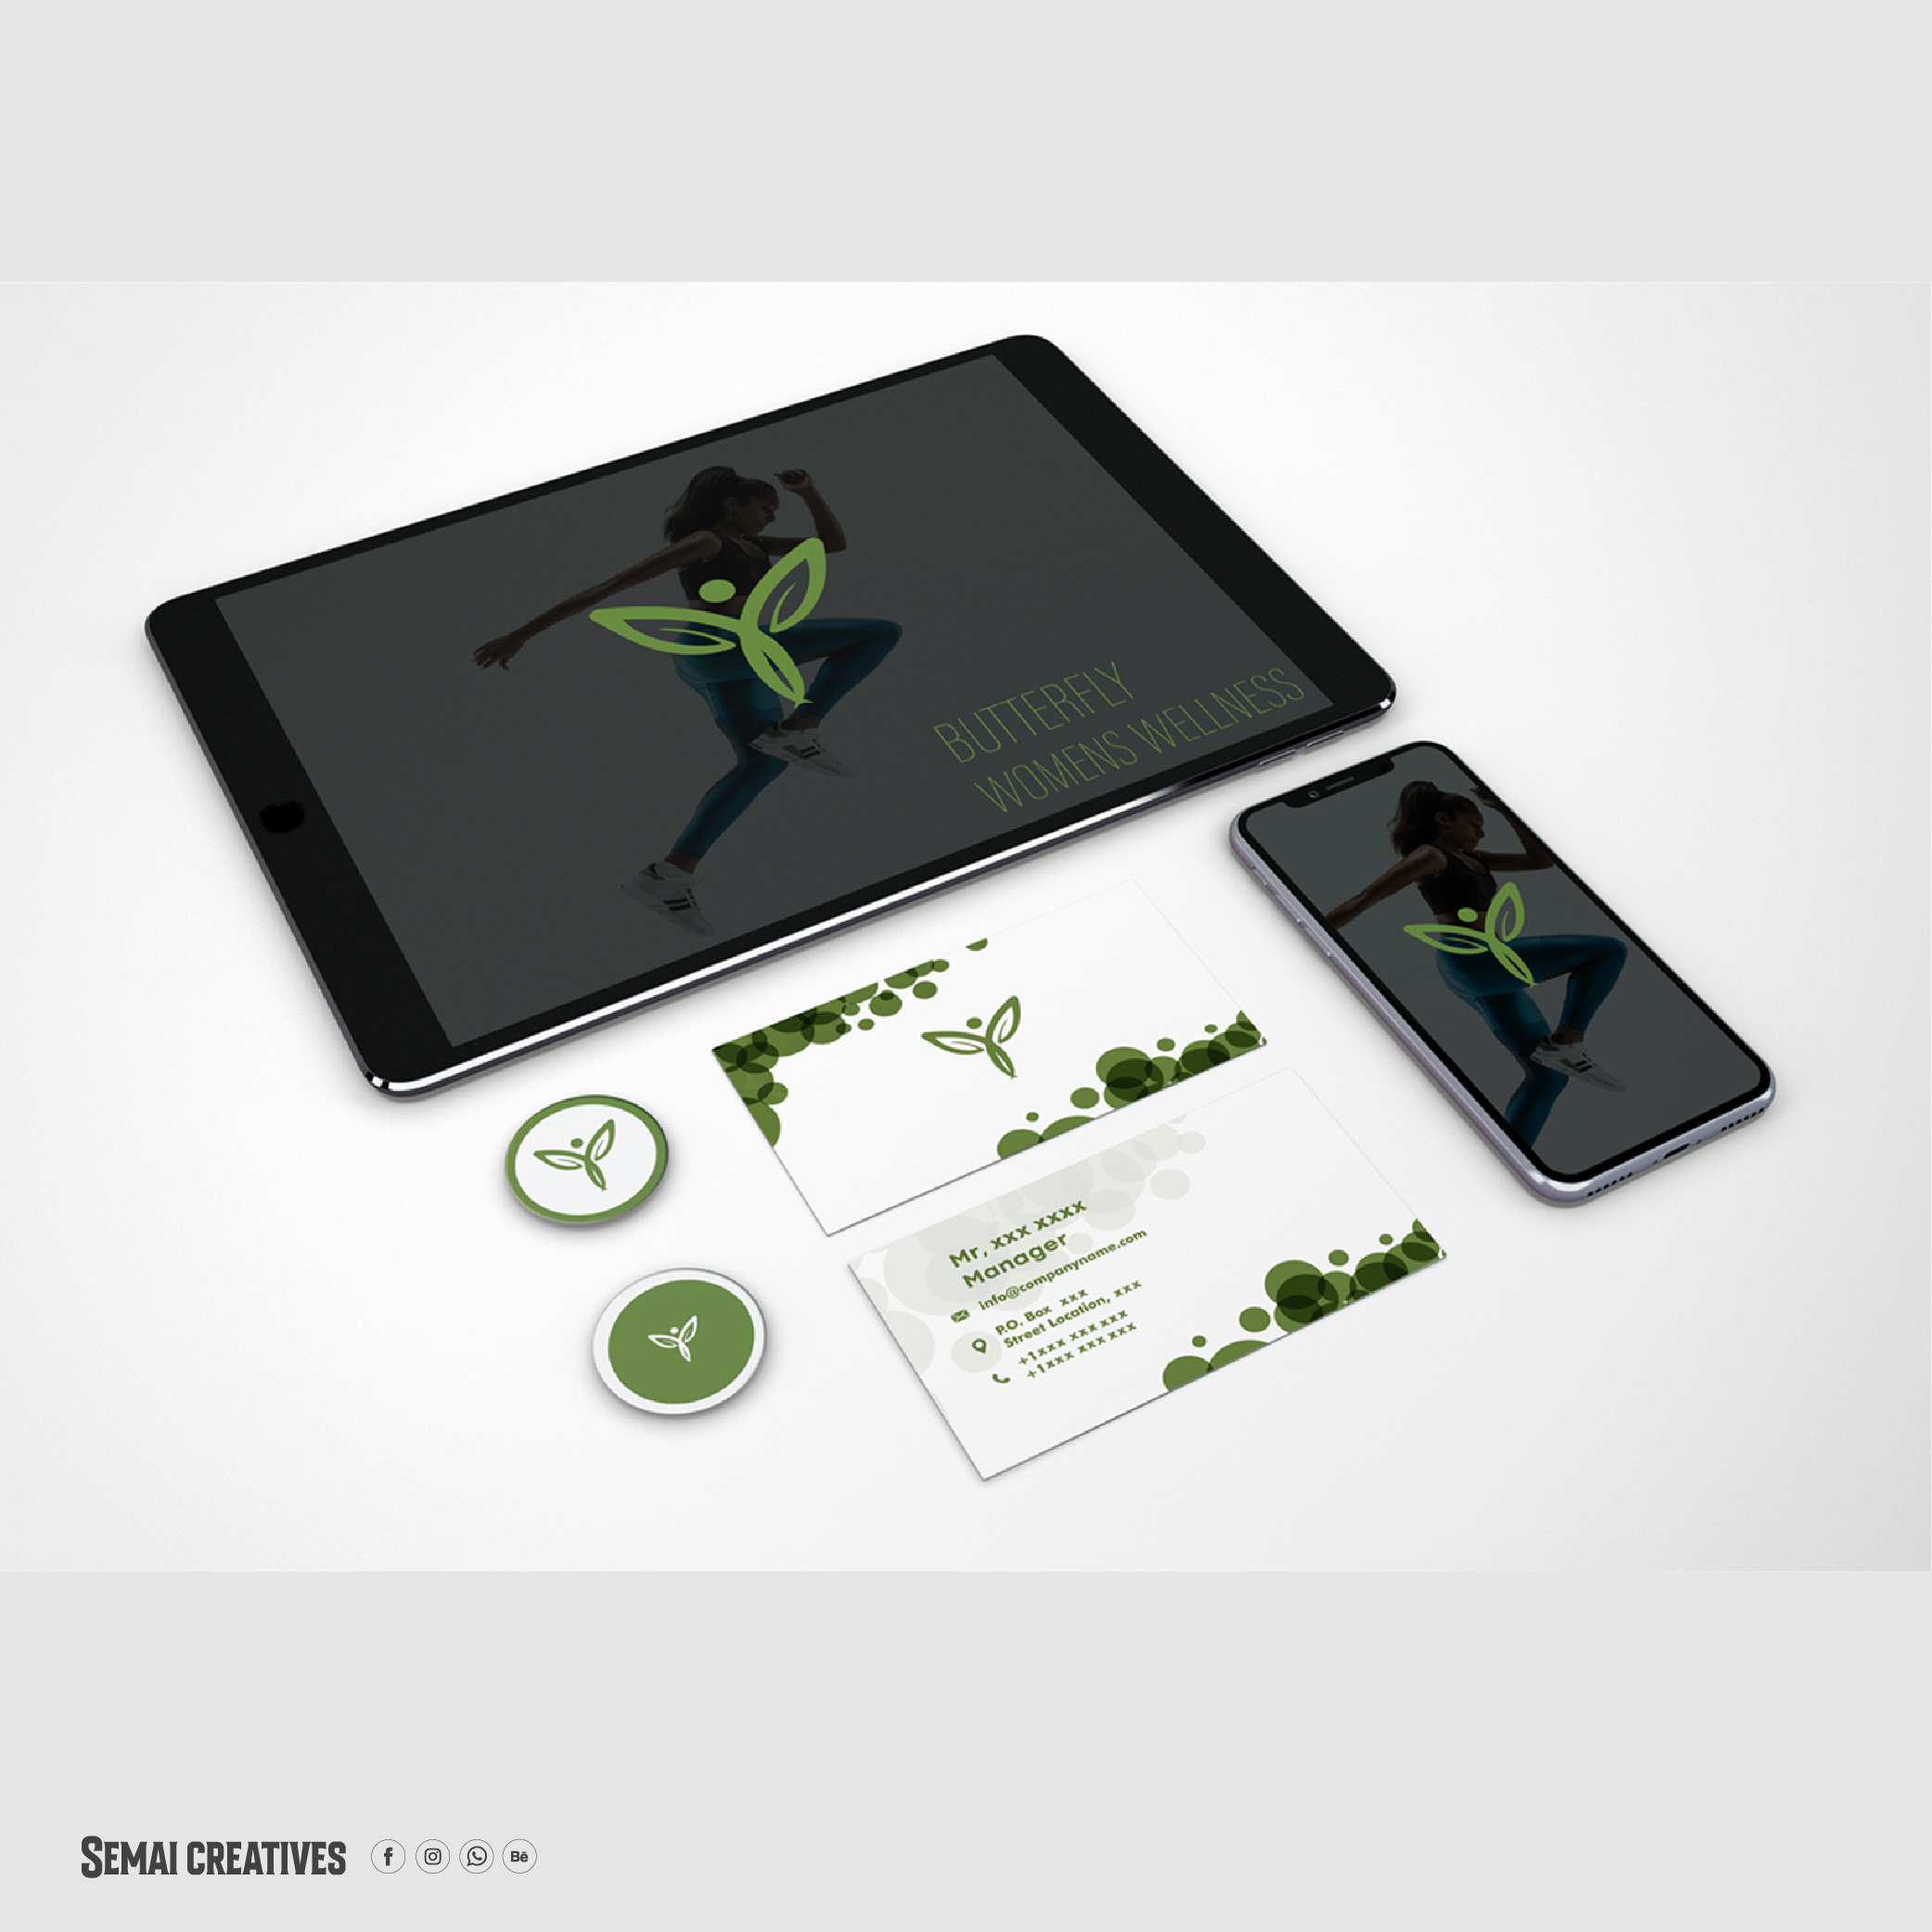 BUTTERFLY
WOMENS WELLNESS
Mr, xxx xxxx
Manager
info@companyname.com
P.O. Box xxx
Street Location, xxx
+1xxx xxx xxx
+1xxx xxx xxx
SEMAI CREATIVES
f
Bē